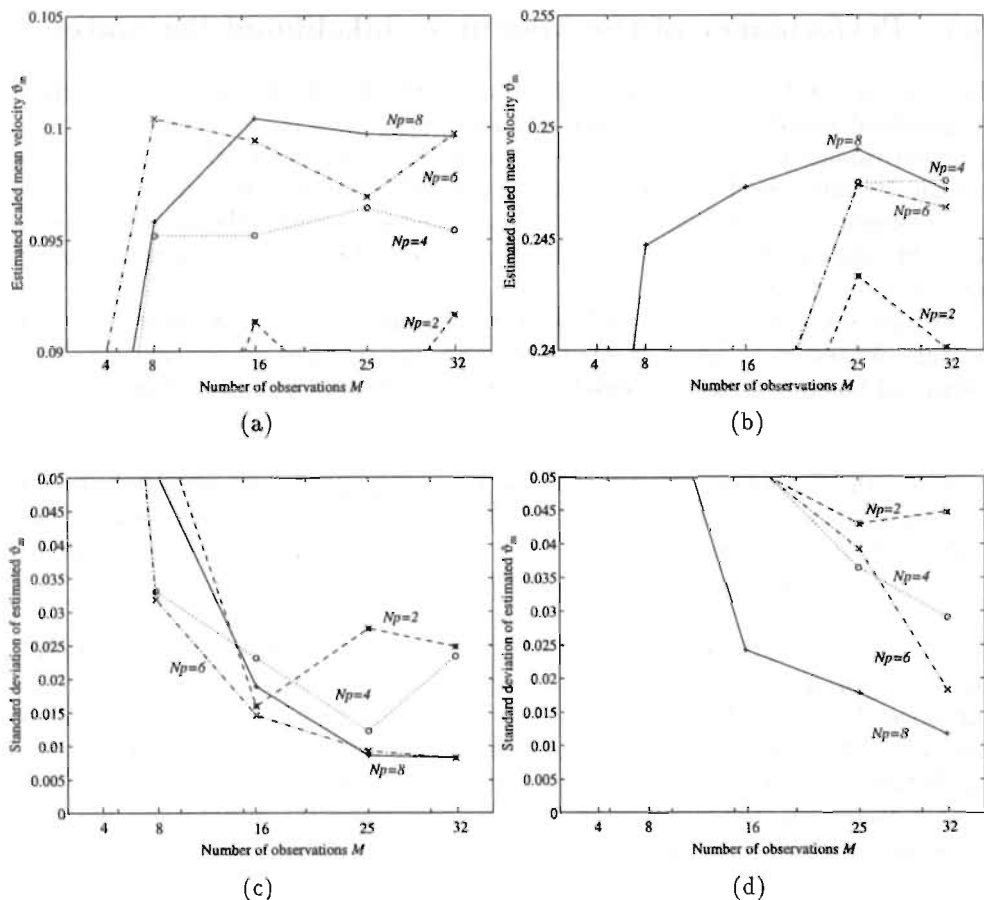 0.1
0.095
0.09
Estimated scaled mean velocity v̂m
Np=8
Np=6
Np=4
Np=2
4 8 16 25 32
Number of observations M
(a)
0.255
0.25
0.245
0.24
Estimated scaled mean velocity v̂m
Np=8
Np=4
Np=6
Np=2
4 8 16 25 32
Number of observations M
(b)
0.05
0.045
0.04
0.035
0.03
0.025
0.02
0.015
0.01
0.005
0
Standard deviation of estimated v̂m
Np=2
Np=6
Np=4
Np=8
4 8 16 25 32
Number of observations M
(c)
0.05
0.045
0.04
0.035
0.03
0.025
0.02
0.015
0.01
0.005
0
Standard deviation of estimated v̂m
Np=2
Np=4
Np=6
Np=8
4 8 16 25 32
Number of observations M
(d)